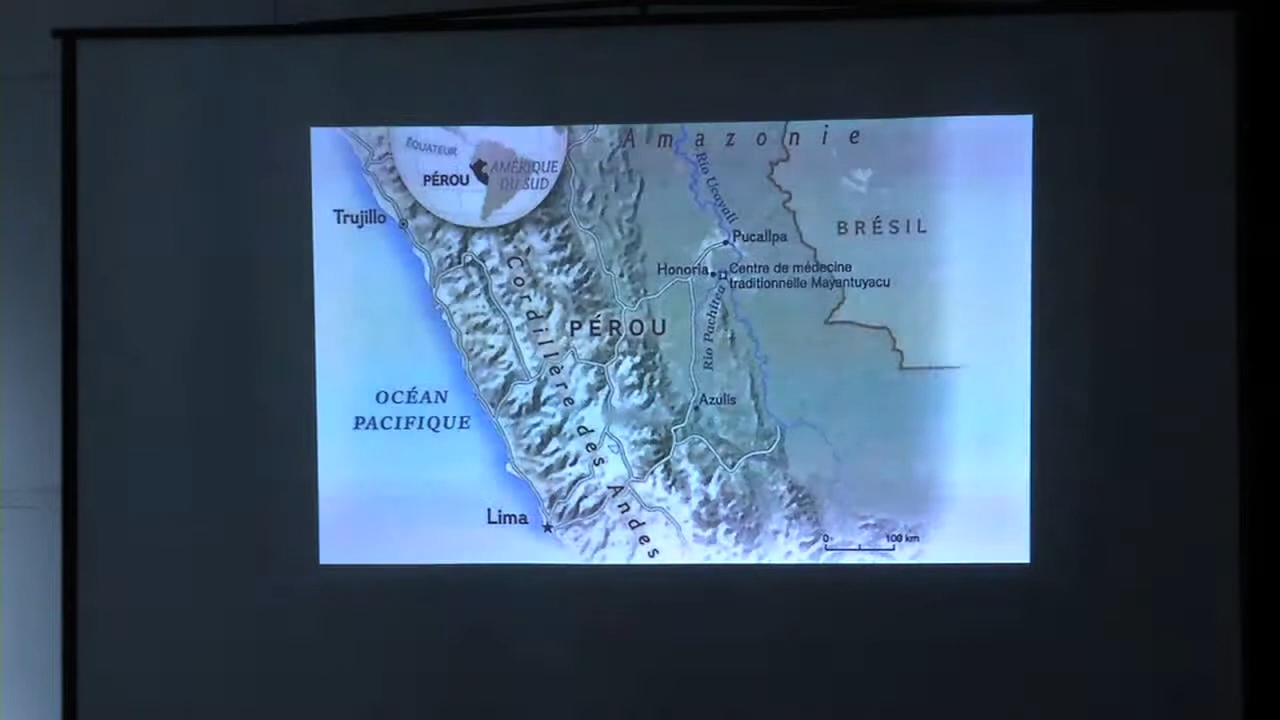 Amazonie
ÉQUATEUR
AMÉRIQUE
DU SUD
PÉROU
Rio Ucayali
Trujillo
BRÉSIL
Pucallpa
Honoria
Centre de médecine
traditionnelle Mayantuyacu
Cordillère des Andes
PÉROU
Rio Pachitea
OCÉAN
PACIFIQUE
Azulis
Lima
0 100 km